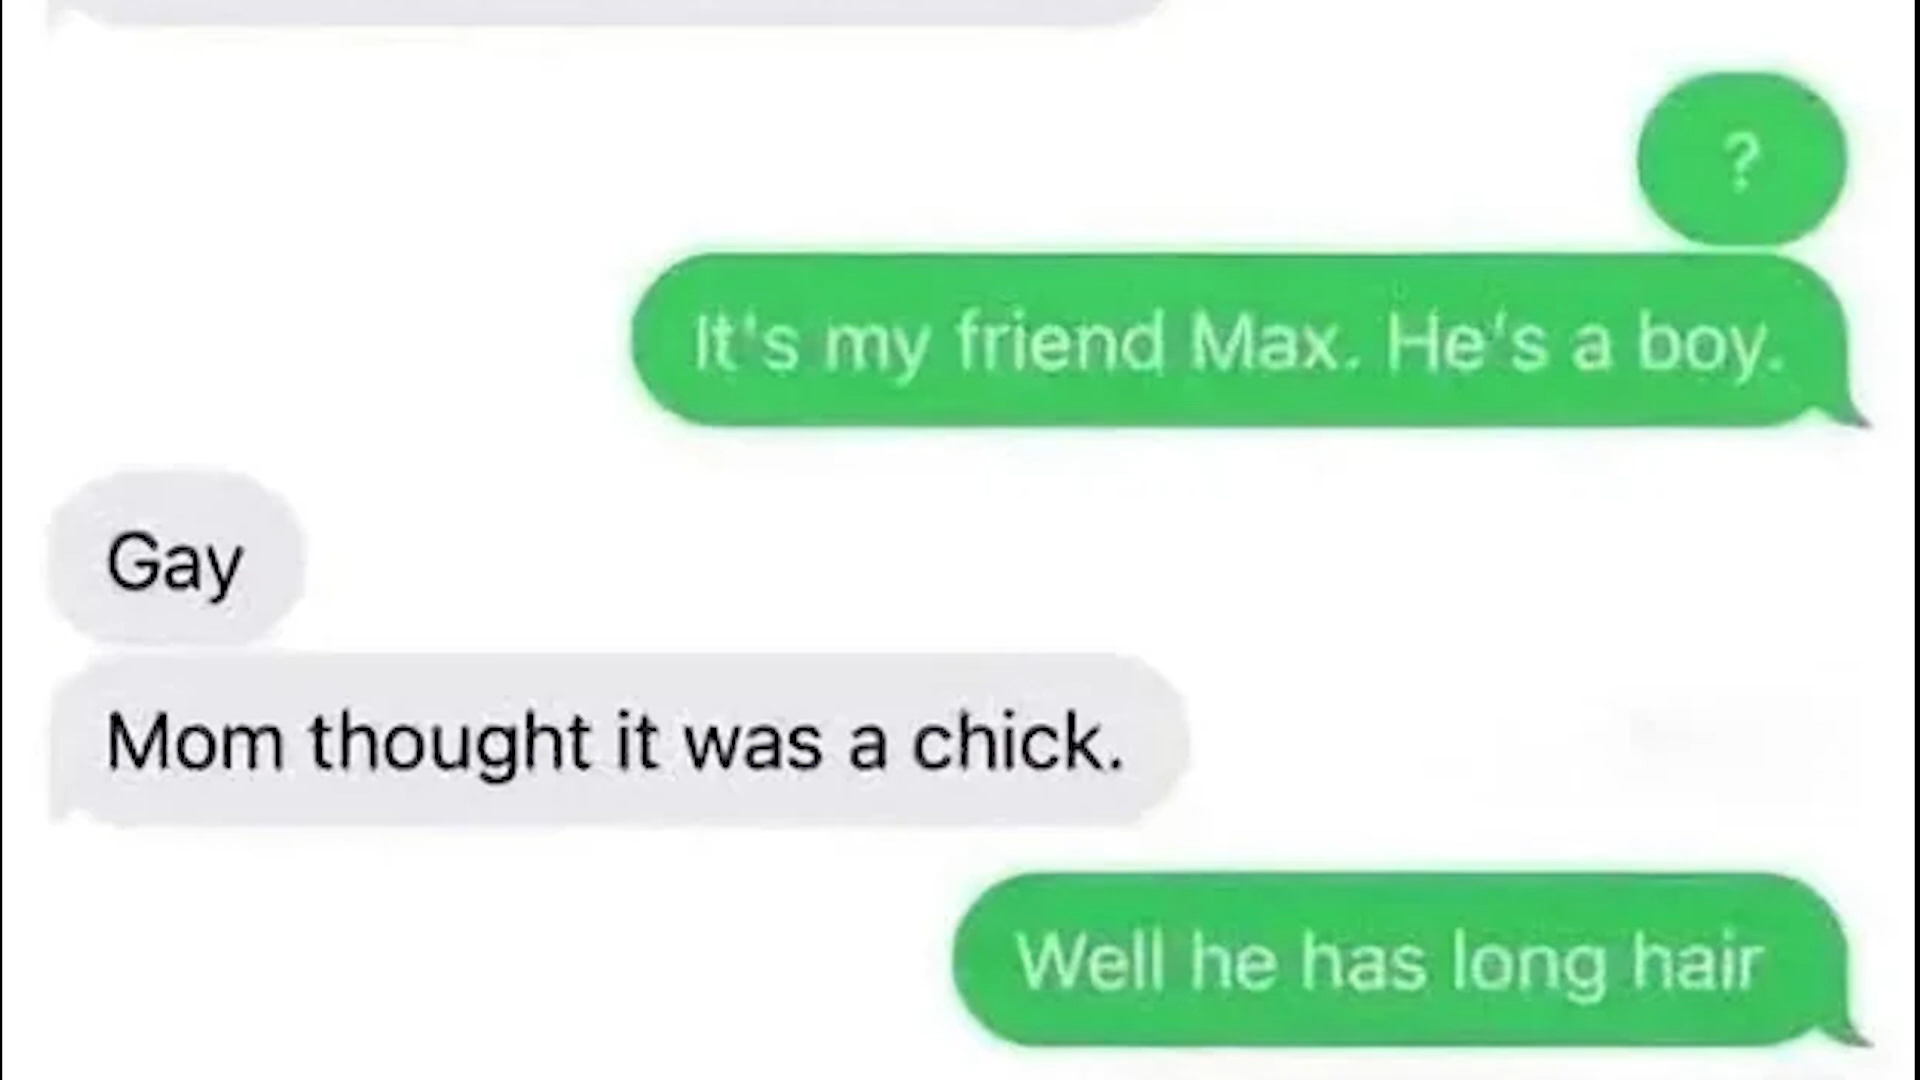 ?
It's my friend Max. He's a boy.
Gay
Mom thought it was a chick.
Well he has long hair